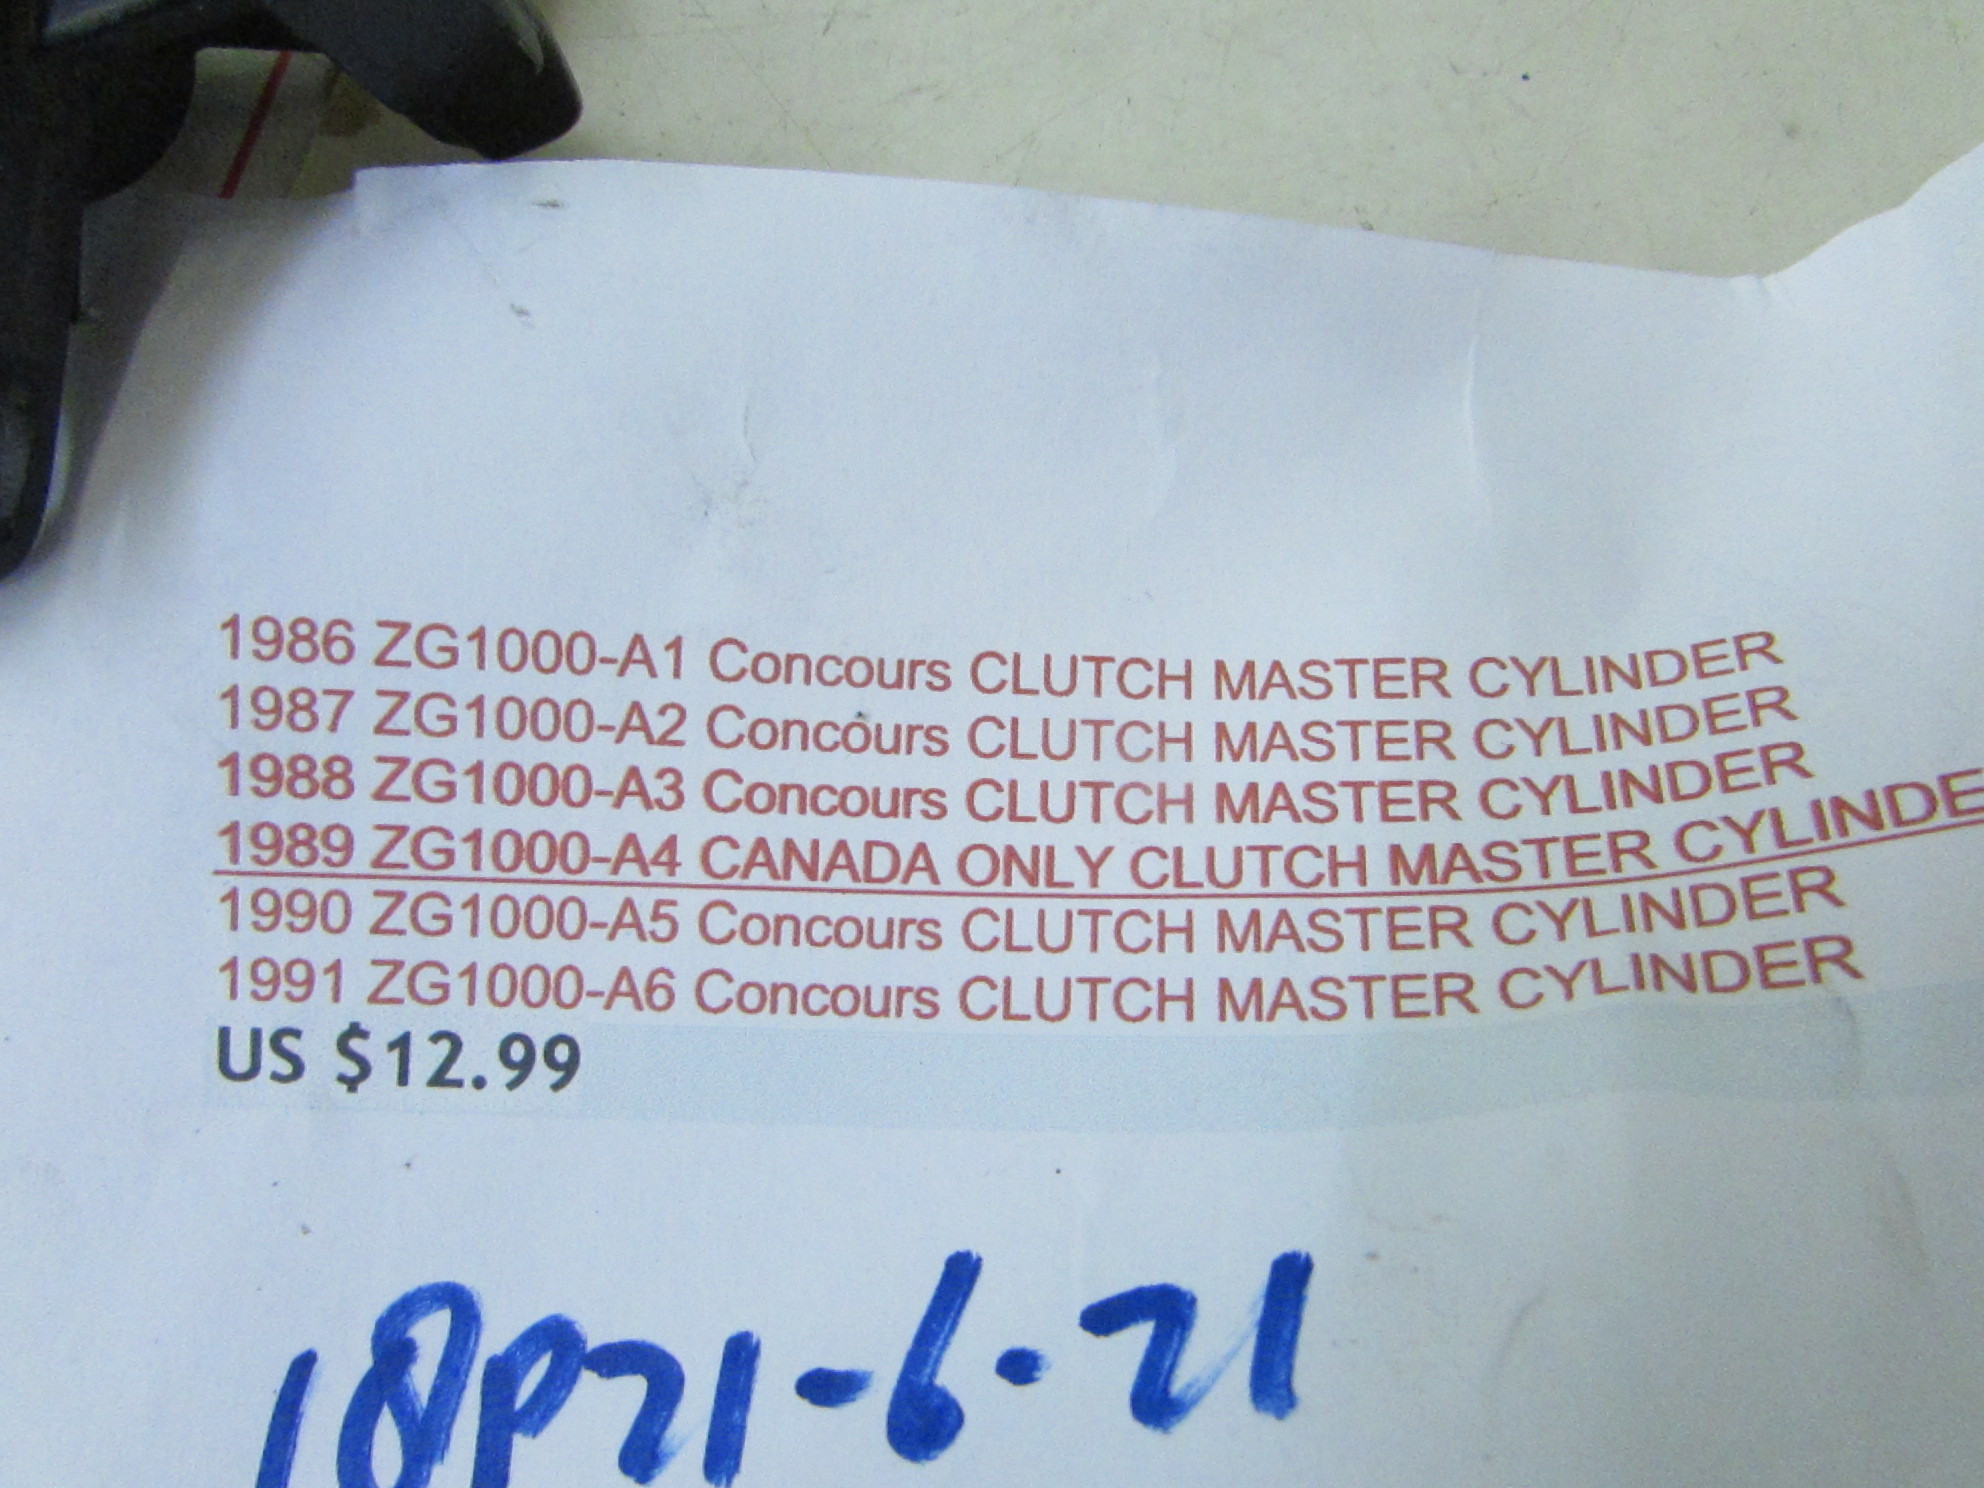 1986 ZG1000-A1 Concours CLUTCH MASTER CYLINDER
1987 ZG1000-A2 Concours CLUTCH MASTER CYLINDER
1988 ZG1000-A3 Concours CLUTCH MASTER CYLINDER
1989 ZG1000-A4 CANADA ONLY CLUTCH MASTER CYLINDE
1990 ZG1000-A5 Concours CLUTCH MASTER CYLINDER
1991 ZG1000-A6 Concours CLUTCH MASTER CYLINDER
US $12.99
18P21-6.21